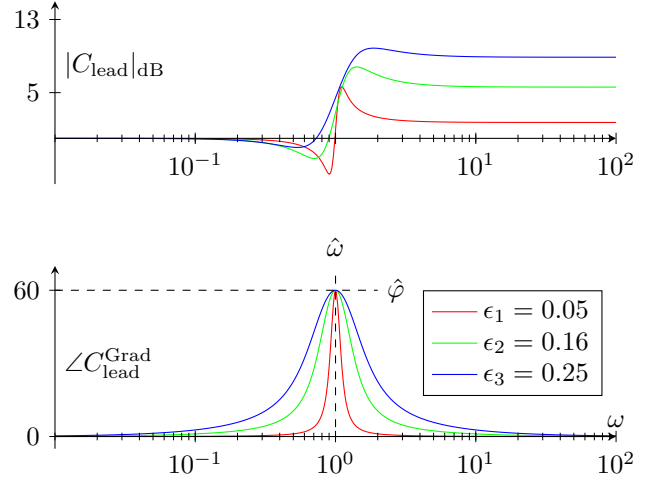 13
|C_lead|_dB
5
10^{-1}
10^1
10^2
ω̂
60
φ̂
ϵ_1 = 0.05
ϵ_2 = 0.16
ϵ_3 = 0.25
∠C_lead^Grad
0
ω
10^{-1}
10^0
10^1
10^2